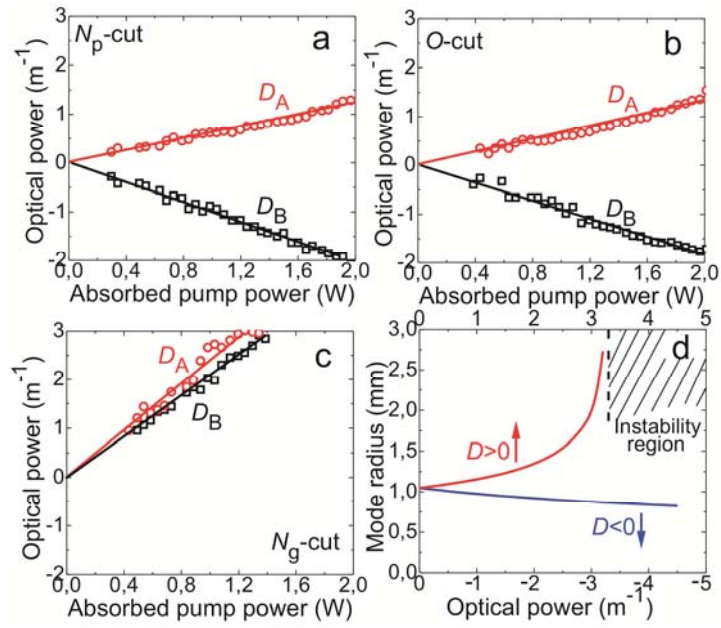 Np-cut
a
DA
DB
Optical power (m-1)
3
2
1
0
-1
-2
0,0 0,4 0,8 1,2 1,6 2,0
Absorbed pump power (W)
O-cut
b
DA
DB
Optical power (m-1)
3
2
1
0
-1
-2
0,0 0,4 0,8 1,2 1,6 2,0
Absorbed pump power (W)
c
DA
DB
Ng-cut
Optical power (m-1)
3
2
1
0
-1
-2
0,0 0,4 0,8 1,2 1,6 2,0
Absorbed pump power (W)
0 1 2 3 4 5
d
D>0
D<0
Instability
region
Mode radius (mm)
3,0
2,5
2,0
1,5
1,0
0,5
0,0
0 -1 -2 -3 -4 -5
Optical power (m-1)